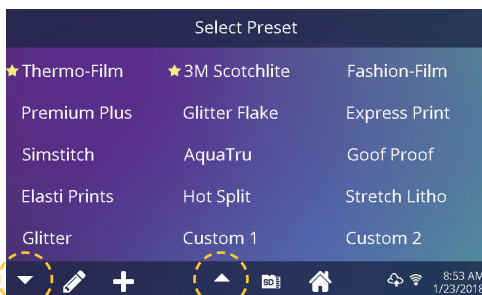 Select Preset
Thermo-Film 3M Scotchlite Fashion-Film
Premium Plus Glitter Flake Express Print
Simstitch AquaTru Goof Proof
Elasti Prints Hot Split Stretch Litho
Glitter Custom 1 Custom 2
SD 8:53 AM
1/23/2018